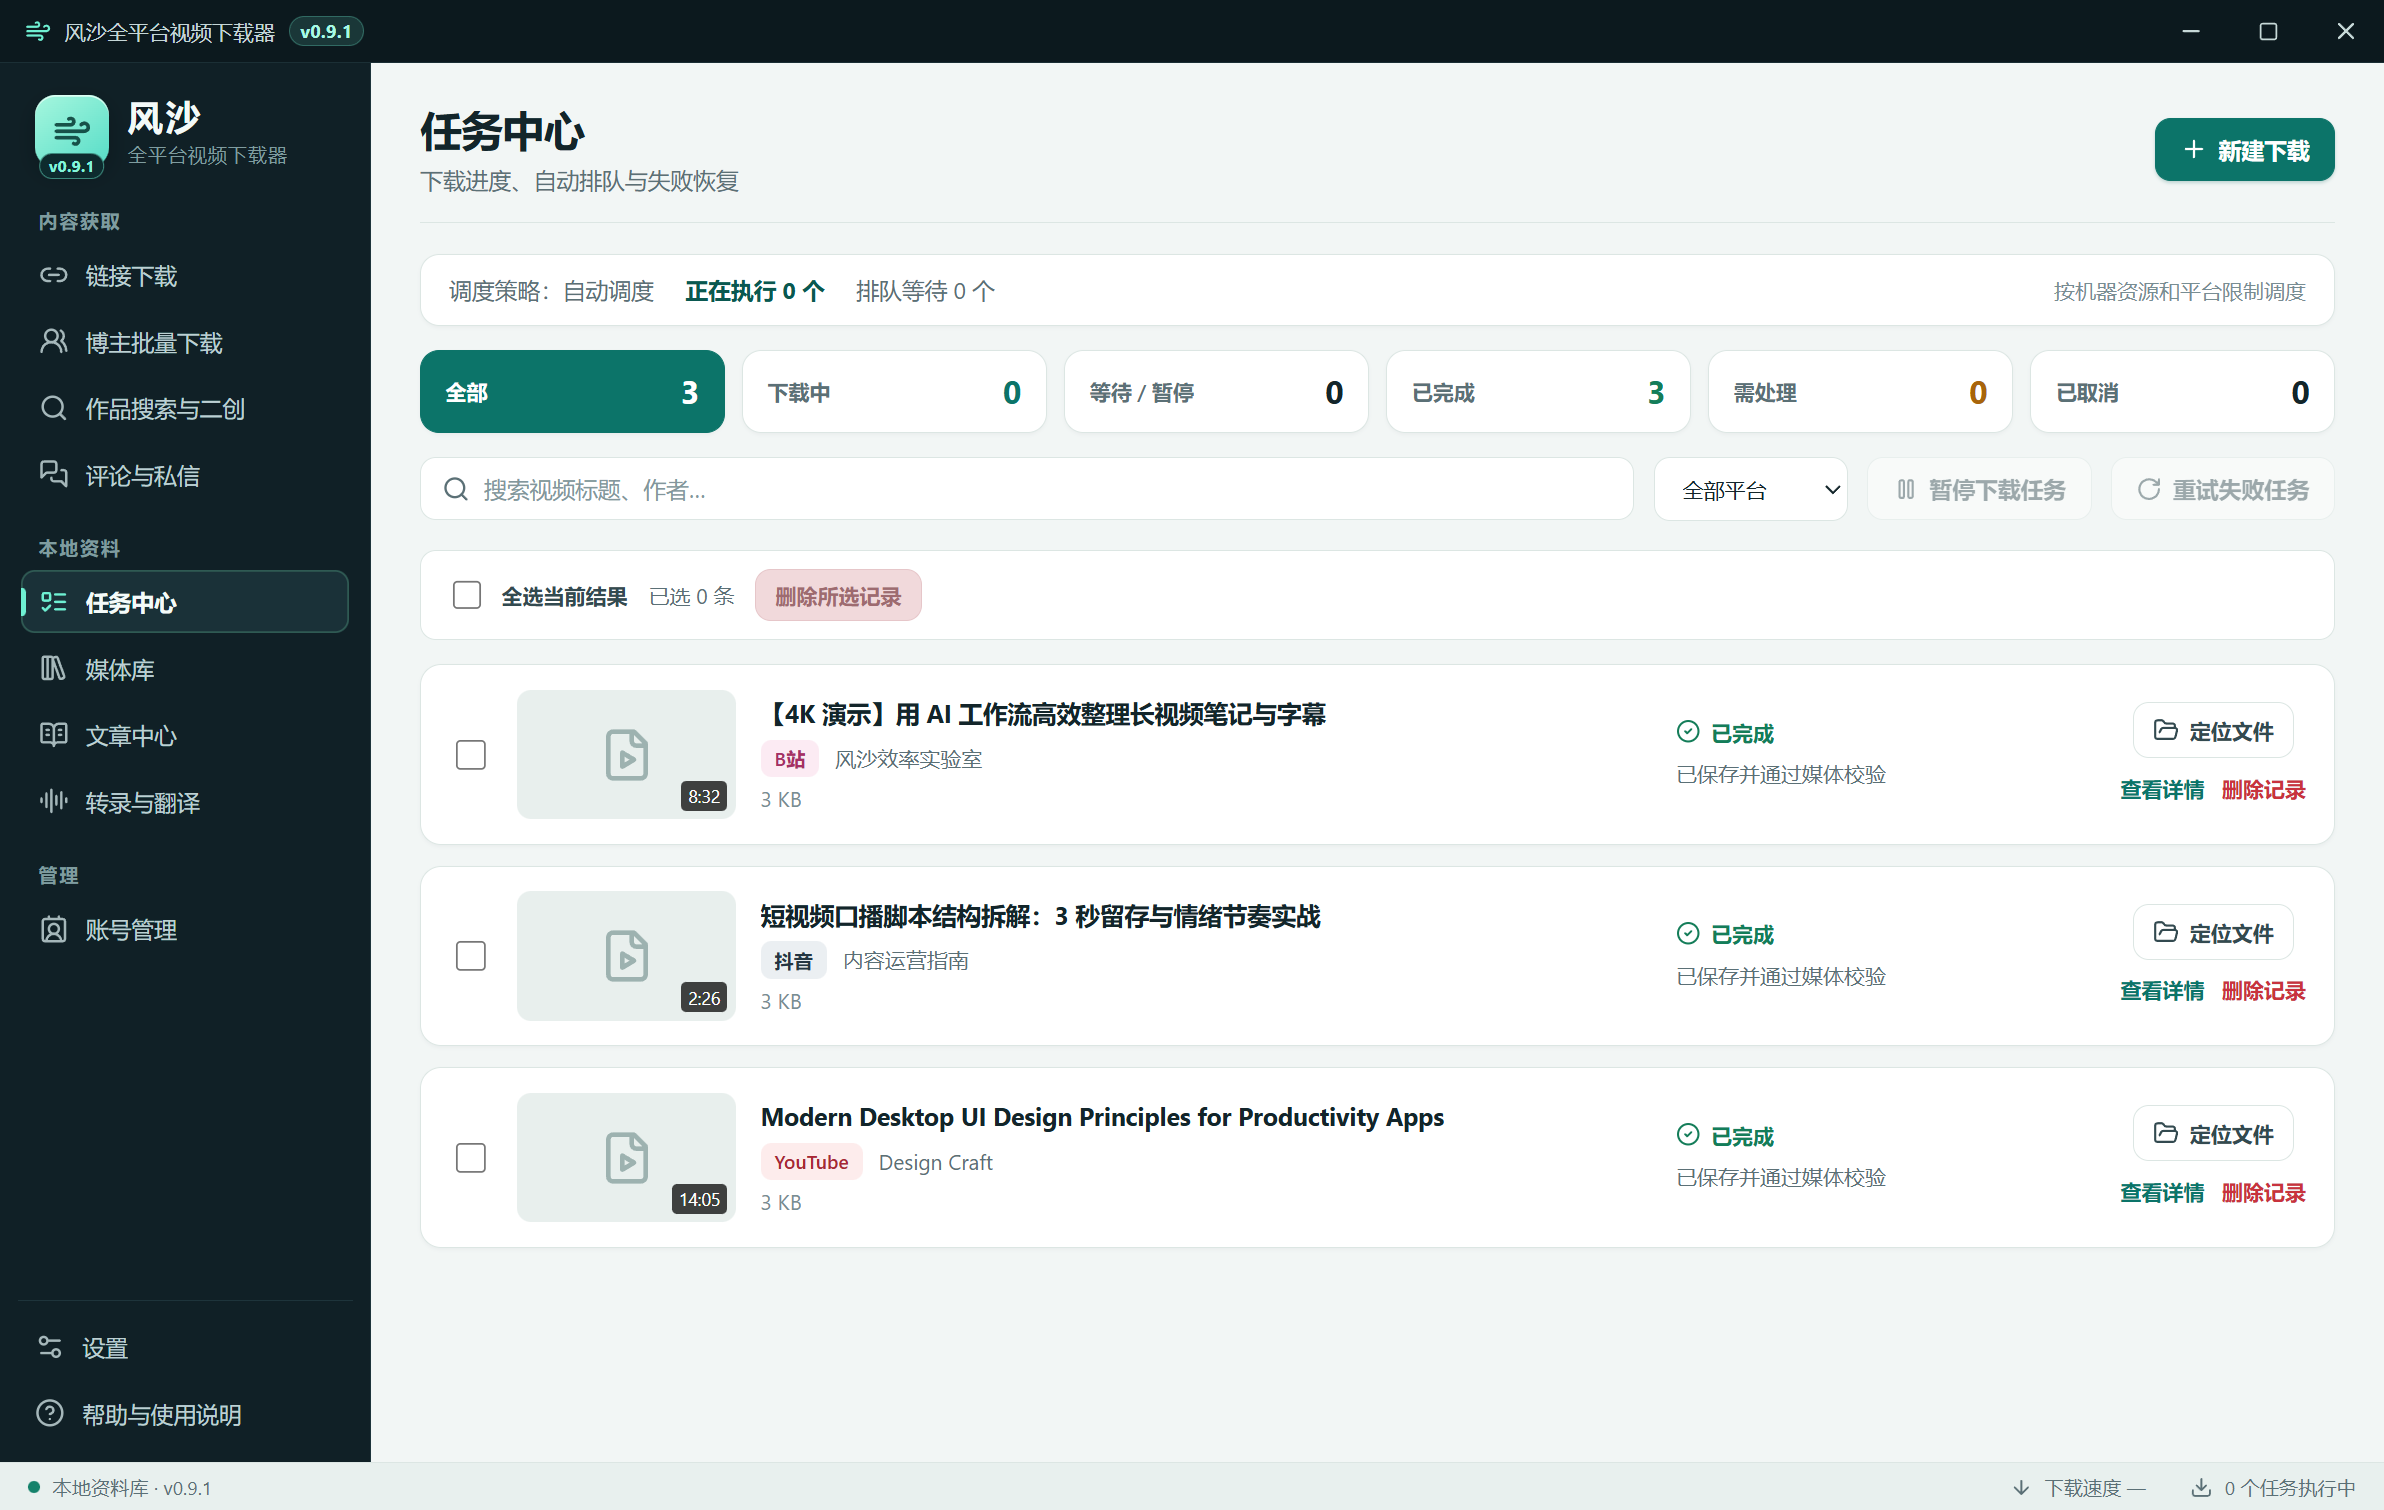 风沙全平台视频下载器 v0.9.1
风沙
全平台视频下载器
v0.9.1
内容获取
链接下载
博主批量下载
作品搜索与二创
评论与私信
本地资料
任务中心
媒体库
文章中心
转录与翻译
管理
账号管理
设置
帮助与使用说明
任务中心
下载进度、自动排队与失败恢复
新建下载
调度策略：自动调度 正在执行 0 个 排队等待 0 个 按机器资源和平台限制调度
全部 3 下载中 0 等待 / 暂停 0 已完成 3 需处理 0 已取消 0
搜索视频标题、作者... 全部平台 暂停下载任务 重试失败任务
全选当前结果 已选 0 条 删除所选记录
【4K 演示】用 AI 工作流高效整理长视频笔记与字幕
B站 风沙效率实验室
3 KB
8:32
已完成
已保存并通过媒体校验
定位文件
查看详情 删除记录
短视频口播脚本结构拆解：3 秒留存与情绪节奏实战
抖音 内容运营指南
3 KB
2:26
已完成
已保存并通过媒体校验
定位文件
查看详情 删除记录
Modern Desktop UI Design Principles for Productivity Apps
YouTube Design Craft
3 KB
14:05
已完成
已保存并通过媒体校验
定位文件
查看详情 删除记录
本地资料库 · v0.9.1 下载速度 — 0 个任务执行中